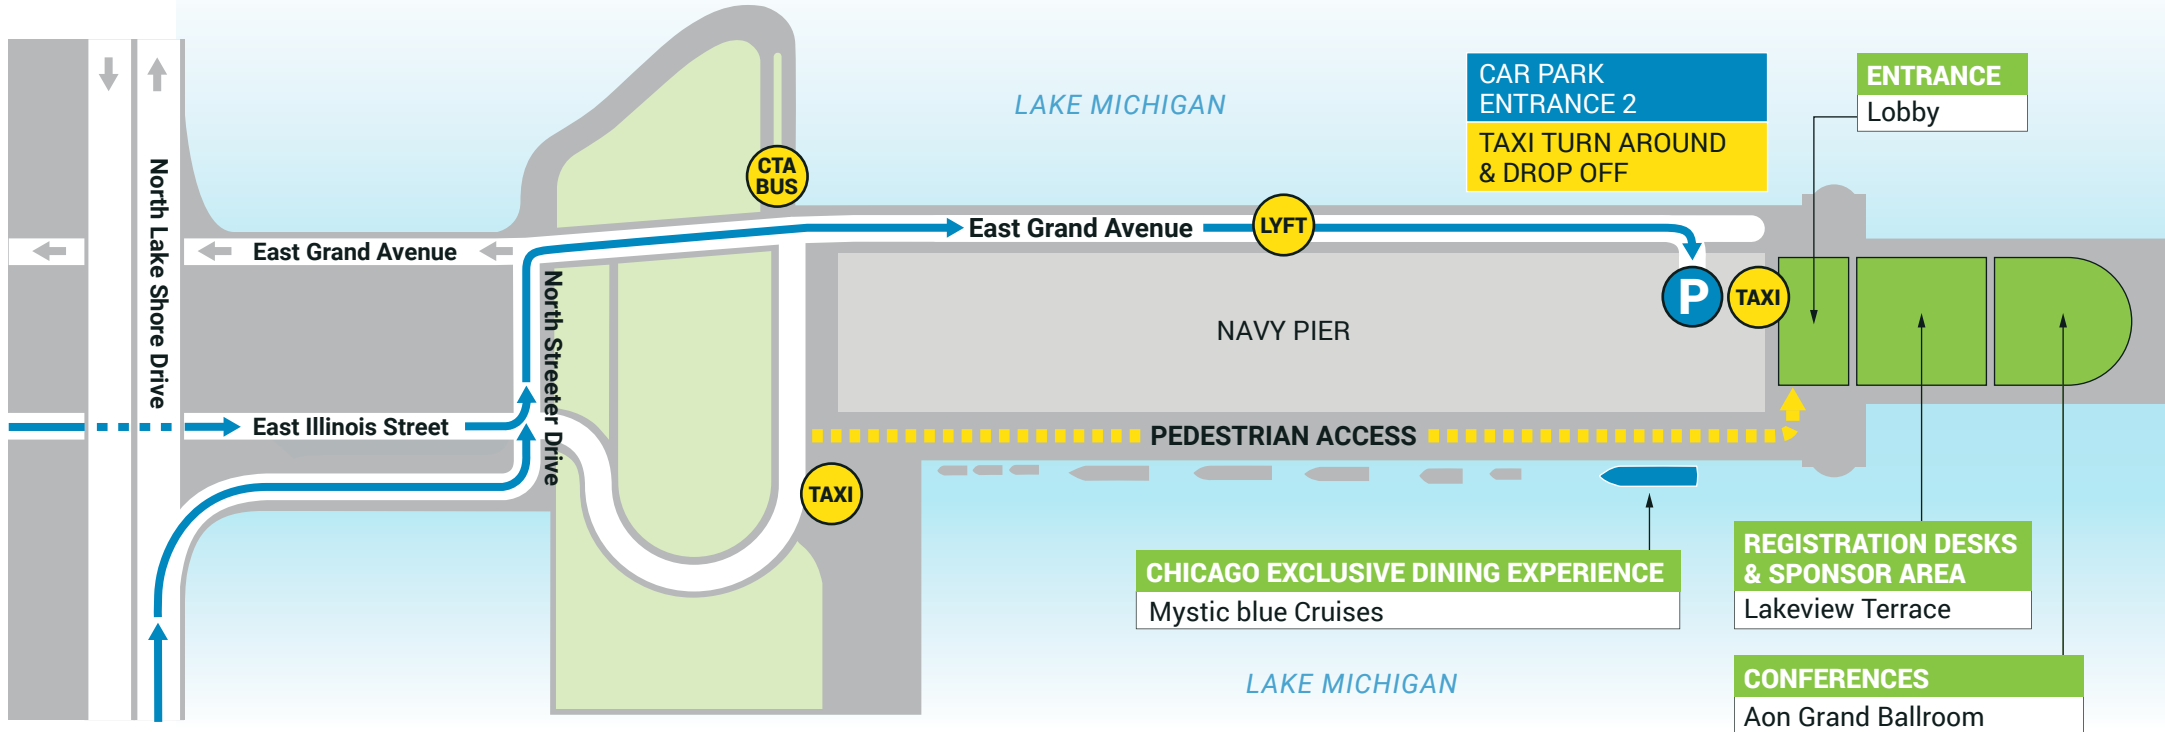 LAKE MICHIGAN
CAR PARK
ENTRANCE 2
TAXI TURN AROUND
& DROP OFF
ENTRANCE
Lobby
CTA
BUS
North Lake Shore Drive
East Grand Avenue
East Grand Avenue
LYFT
North Streeter Drive
P
TAXI
NAVY PIER
East Illinois Street
PEDESTRIAN ACCESS
TAXI
CHICAGO EXCLUSIVE DINING EXPERIENCE
Mystic blue Cruises
REGISTRATION DESKS
& SPONSOR AREA
Lakeview Terrace
LAKE MICHIGAN
CONFERENCES
Aon Grand Ballroom